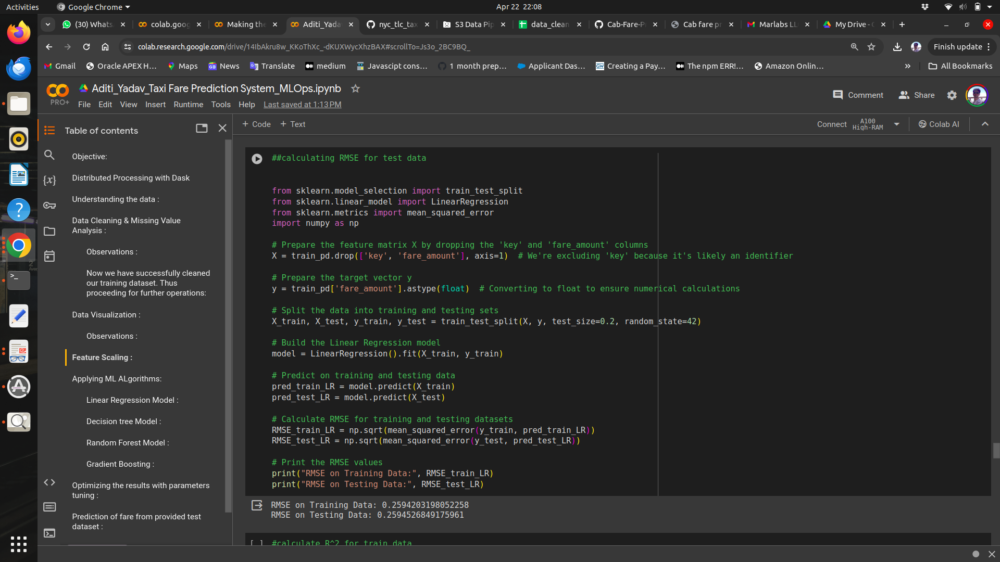 Activities
Google Chrome
Apr 22 22:08
(30) Whats
colab.goog
Making the
Aditi_Yada
nyc_tlc_tax
S3 Data Pip
data_clean
Cab-Fare-P
Cab fare pr
Marlabs LL
My Drive - G
colab.research.google.com/drive/14IbAkru8w_KKoThXc_-dKUXWycXhzBAX#scrollTo=Js3o_2BC9BQ_
Finish update
Gmail
Oracle APEX H...
Maps
News
Translate
medium
Javascipt cons...
1 month prep...
Applicant Das...
Creating a Pay...
The npm ERR!...
Amazon Onlin...
All Bookmarks
PRO+
Aditi_Yadav_Taxi Fare Prediction System_MLOps.ipynb
File Edit View Insert Runtime Tools Help Last saved at 1:13 PM
Comment
Share
Table of contents
+ Code + Text
Connect
A100
High-RAM
Colab AI
Objective:
Distributed Processing with Dask
Understanding the data :
Data Cleaning & Missing Value
Analysis :
Observations :
Now we have successfully cleaned
our training dataset. Thus
proceeding for further operations:
Data Visualization :
Observations :
Feature Scaling :
Applying ML ALgorithms:
Linear Regression Model :
Decision tree Model :
Random Forest Model :
Gradient Boosting :
Optimizing the results with parameters
tuning :
Prediction of fare from provided test
dataset :
##calculating RMSE for test data
from sklearn.model_selection import train_test_split
from sklearn.linear_model import LinearRegression
from sklearn.metrics import mean_squared_error
import numpy as np
# Prepare the feature matrix X by dropping the 'key' and 'fare_amount' columns
X = train_pd.drop(['key', 'fare_amount'], axis=1)  # We're excluding 'key' because it's likely an identifier
# Prepare the target vector y
y = train_pd['fare_amount'].astype(float)  # Converting to float to ensure numerical calculations
# Split the data into training and testing sets
X_train, X_test, y_train, y_test = train_test_split(X, y, test_size=0.2, random_state=42)
# Build the Linear Regression model
model = LinearRegression().fit(X_train, y_train)
# Predict on training and testing data
pred_train_LR = model.predict(X_train)
pred_test_LR = model.predict(X_test)
# Calculate RMSE for training and testing datasets
RMSE_train_LR = np.sqrt(mean_squared_error(y_train, pred_train_LR))
RMSE_test_LR = np.sqrt(mean_squared_error(y_test, pred_test_LR))
# Print the RMSE values
print("RMSE on Training Data:", RMSE_train_LR)
print("RMSE on Testing Data:", RMSE_test_LR)
RMSE on Training Data: 0.2594203198052258
RMSE on Testing Data: 0.2594526849175961
[ ] #calculate R^2 for train data